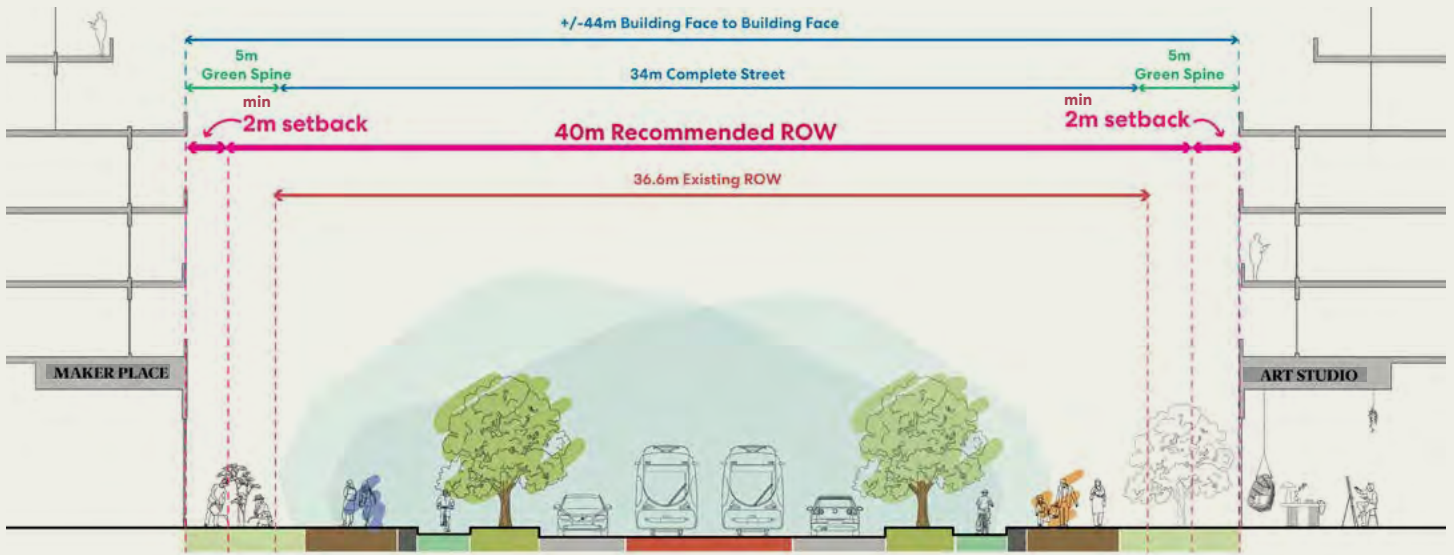 +/-44m Building Face to Building Face
5m
Green Spine
34m Complete Street
5m
Green Spine
min
2m setback
40m Recommended ROW
min
2m setback
36.6m Existing ROW
MAKER PLACE
ART STUDIO